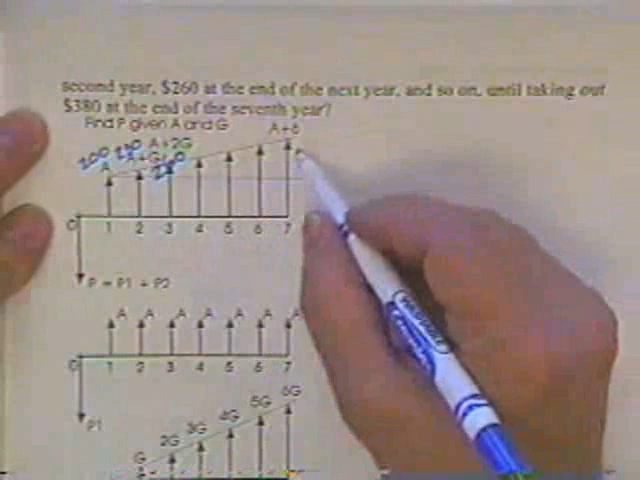 second year, $260 at the end of the next year, and so on, until taking out
$380 at the end of the seventh year?
Find P given A and G
A+6
200 230 A+2G
A A+G 260
0 1 2 3 4 5 6 7
P = P1 + P2
A A A A A A A
0 1 2 3 4 5 6 7
P1
6G
5G
4G
3G
2G
G